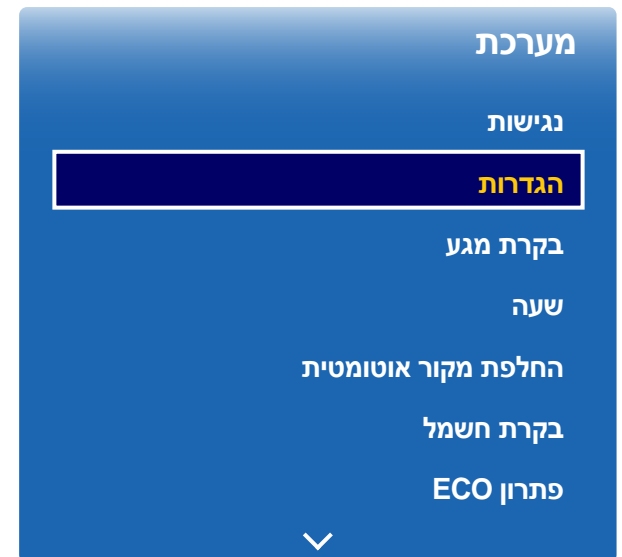 מערכת
נגישות
הגדרות
בקרת מגע
שעה
החלפת מקור אוטומטית
בקרת חשמל
פתרון ECO